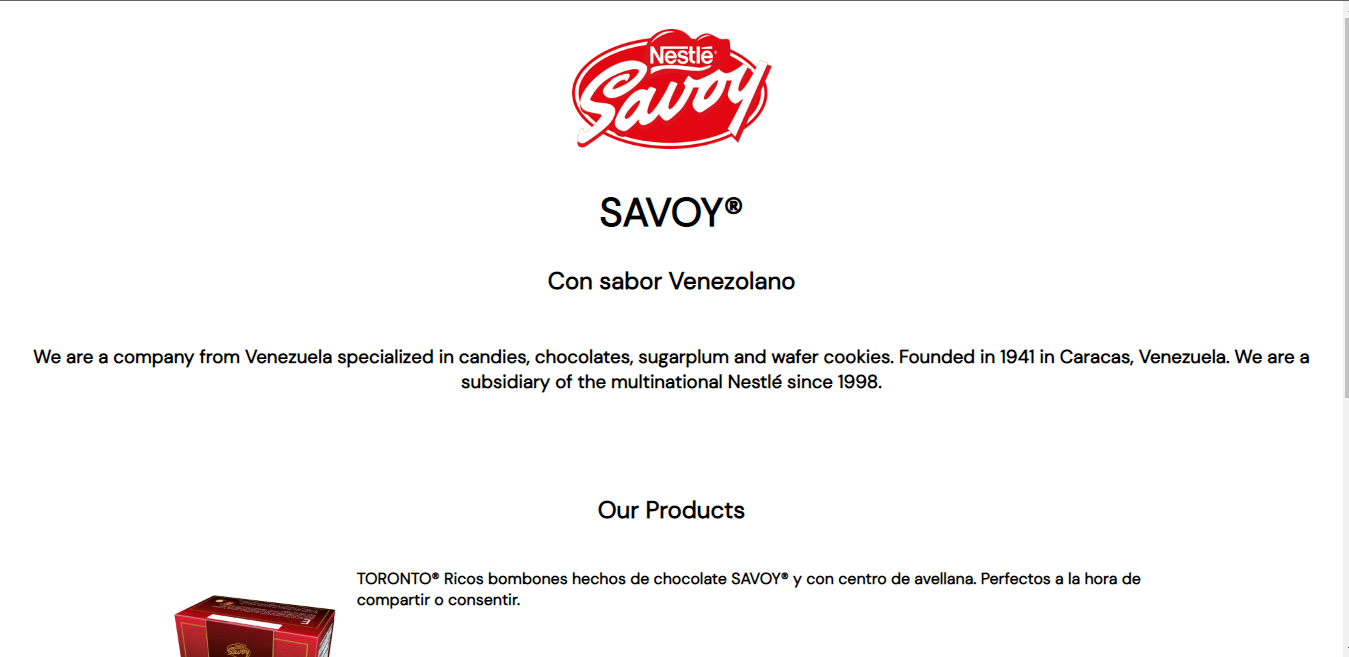 Nestlé®
Savoy
SAVOY®
Con sabor Venezolano
We are a company from Venezuela specialized in candies, chocolates, sugarplum and wafer cookies. Founded in 1941 in Caracas, Venezuela. We are a
subsidiary of the multinational Nestlé since 1998.
Our Products
TORONTO® Ricos bombones hechos de chocolate SAVOY® y con centro de avellana. Perfectos a la hora de
compartir o consentir.
Savoy